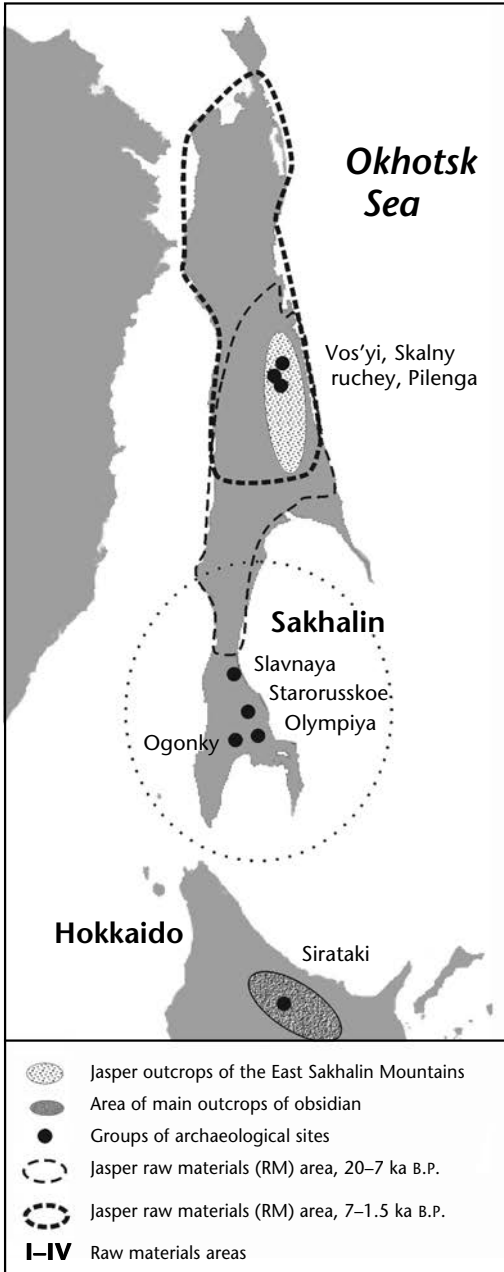 Okhotsk
Sea
Vos'yi, Skalny
ruchey, Pilenga
Sakhalin
Slavnaya
Starorusskoe
Olympiya
Ogonky
Hokkaido
Sirataki
Jasper outcrops of the East Sakhalin Mountains
Area of main outcrops of obsidian
Groups of archaeological sites
Jasper raw materials (RM) area, 20–7 ka B.P.
Jasper raw materials (RM) area, 7–1.5 ka B.P.
I–IV Raw materials areas